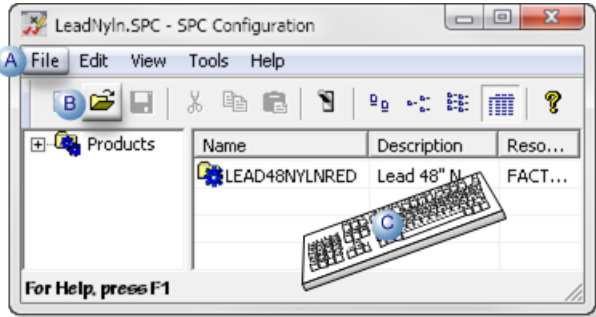 LeadNyln.SPC - SPC Configuration
A File Edit View Tools Help
B
Products
Name Description Reso...
LEAD48NYLNRED Lead 48" N FACT...
C
For Help, press F1